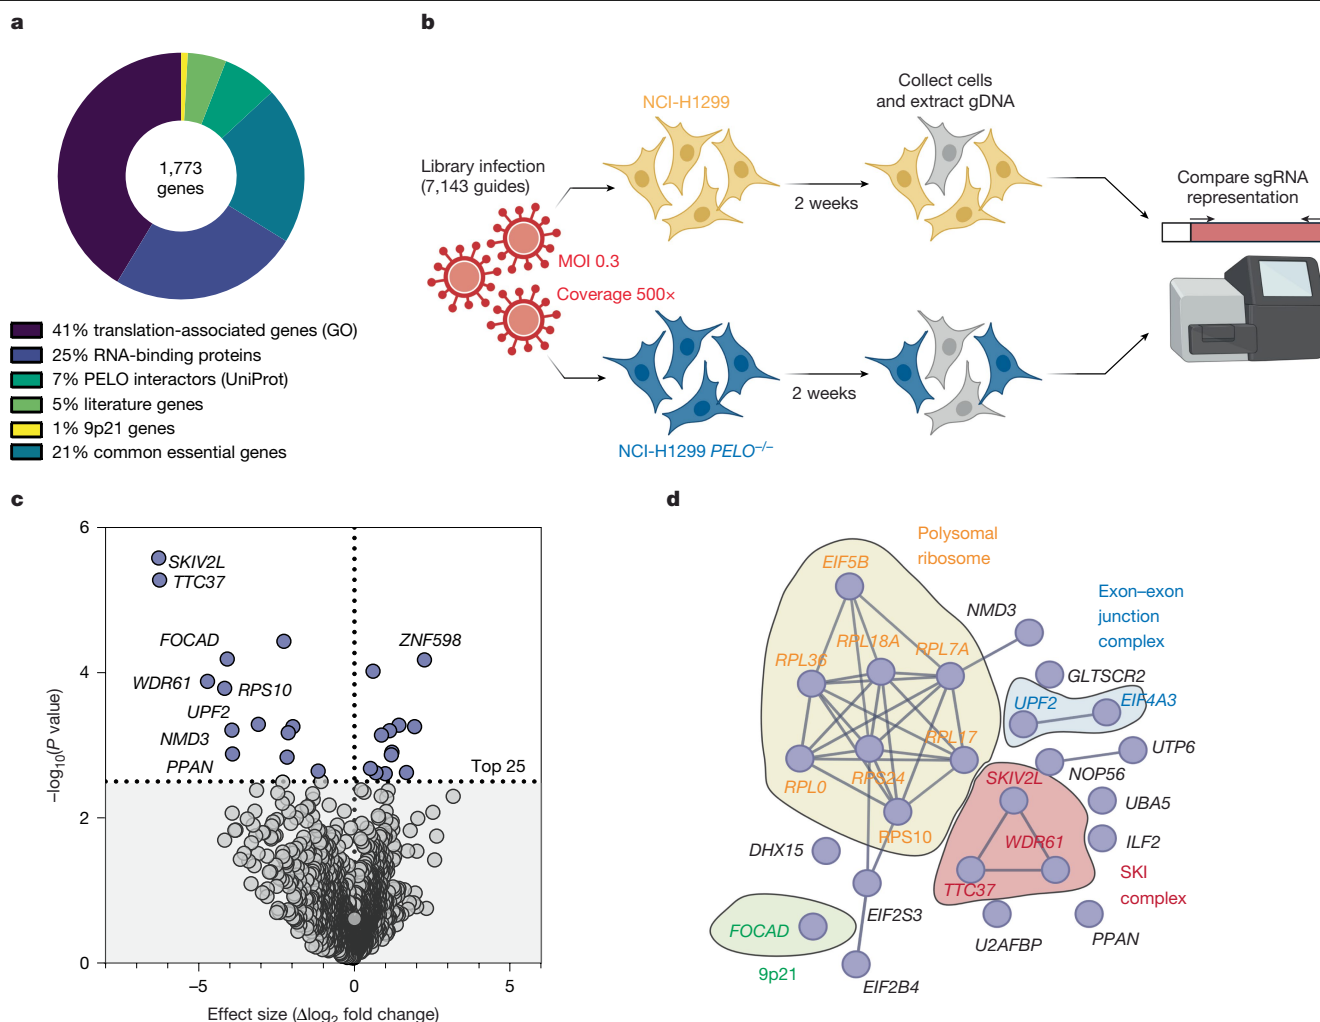 a
1,773
genes
41% translation-associated genes (GO)
25% RNA-binding proteins
7% PELO interactors (UniProt)
5% literature genes
1% 9p21 genes
21% common essential genes
b
Library infection
(7,143 guides)
MOI 0.3
Coverage 500×
NCI-H1299
2 weeks
Collect cells
and extract gDNA
Compare sgRNA
representation
2 weeks
NCI-H1299 PELO–/–
c
6
4
2
0
–log10(P value)
SKIV2L
TTC37
FOCAD
ZNF598
WDR61
RPS10
UPF2
NMD3
PPAN
Top 25
–5
0
5
Effect size (Δlog2 fold change)
d
Polysomal
ribosome
EIF5B
NMD3
Exon–exon
junction
complex
RPL18A
RPL7A
RPL36
GLTSCR2
UPF2
EIF4A3
RPL17
UTP6
RPL0
RPS24
SKIV2L
NOP56
UBA5
RPS10
WDR61
ILF2
DHX15
TTC37
SKI
complex
EIF2S3
FOCAD
U2AFBP
PPAN
9p21
EIF2B4